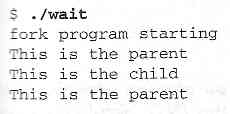 $ ./wait
fork program starting
This is the parent
This is the child
This is the parent